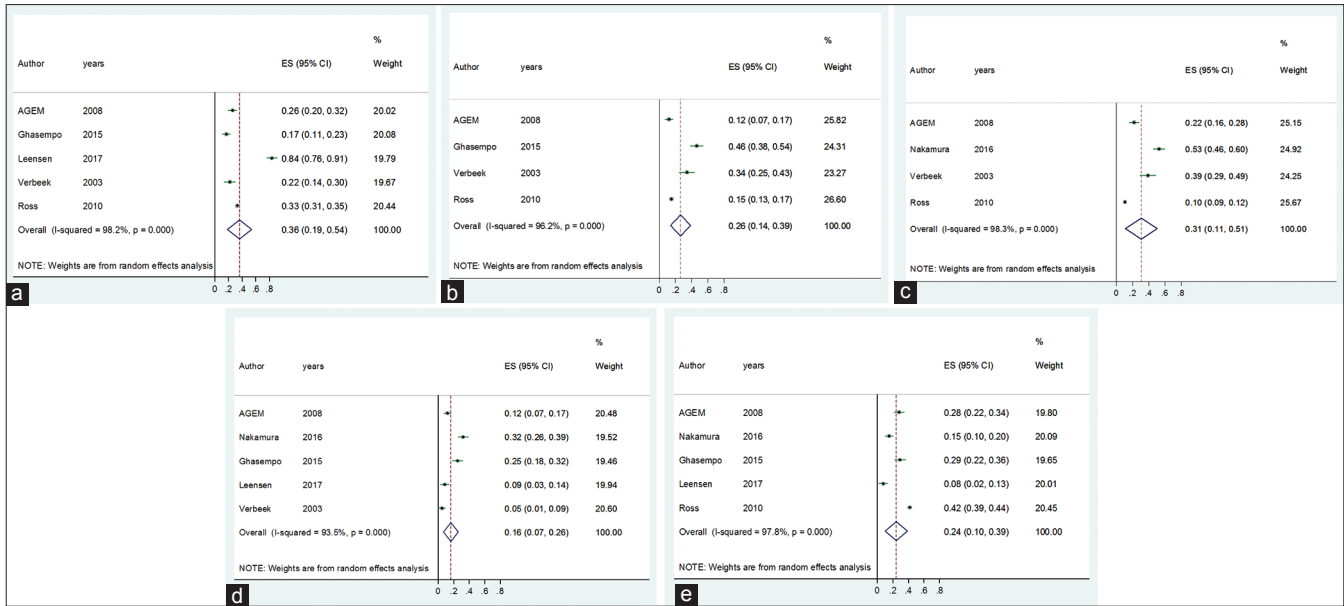 %
Author years ES (95% CI) Weight
AGEM 2008 0.26 (0.20, 0.32) 20.02
Ghasempo 2015 0.17 (0.11, 0.23) 20.08
Leensen 2017 0.84 (0.76, 0.91) 19.79
Verbeek 2003 0.22 (0.14, 0.30) 19.67
Ross 2010 0.33 (0.31, 0.35) 20.44
Overall (I-squared = 98.2%, p = 0.000) 0.36 (0.19, 0.54) 100.00
NOTE: Weights are from random effects analysis
0 .2 .4 .6 .8
a
%
Author years ES (95% CI) Weight
AGEM 2008 0.12 (0.07, 0.17) 25.82
Ghasempo 2015 0.46 (0.38, 0.54) 24.31
Verbeek 2003 0.34 (0.25, 0.43) 23.27
Ross 2010 0.15 (0.13, 0.17) 26.60
Overall (I-squared = 96.2%, p = 0.000) 0.26 (0.14, 0.39) 100.00
NOTE: Weights are from random effects analysis
0 .2 .4 .6 .8
b
%
Author years ES (95% CI) Weight
AGEM 2008 0.22 (0.16, 0.28) 25.15
Nakamura 2016 0.53 (0.46, 0.60) 24.92
Verbeek 2003 0.39 (0.29, 0.49) 24.25
Ross 2010 0.10 (0.09, 0.12) 25.67
Overall (I-squared = 98.3%, p = 0.000) 0.31 (0.11, 0.51) 100.00
NOTE: Weights are from random effects analysis
0 .2 .4 .6 .8
c
%
Author years ES (95% CI) Weight
AGEM 2008 0.12 (0.07, 0.17) 20.48
Nakamura 2016 0.32 (0.26, 0.39) 19.52
Ghasempo 2015 0.25 (0.18, 0.32) 19.46
Leensen 2017 0.09 (0.03, 0.14) 19.94
Verbeek 2003 0.05 (0.01, 0.09) 20.60
Overall (I-squared = 93.5%, p = 0.000) 0.16 (0.07, 0.26) 100.00
NOTE: Weights are from random effects analysis
0 .2 .4 .6 .8
d
%
Author years ES (95% CI) Weight
AGEM 2008 0.28 (0.22, 0.34) 19.80
Nakamura 2016 0.15 (0.10, 0.20) 20.09
Ghasempo 2015 0.29 (0.22, 0.36) 19.65
Leensen 2017 0.08 (0.02, 0.13) 20.01
Ross 2010 0.42 (0.39, 0.44) 20.45
Overall (I-squared = 97.8%, p = 0.000) 0.24 (0.10, 0.39) 100.00
NOTE: Weights are from random effects analysis
0 .2 .4 .6 .8
e